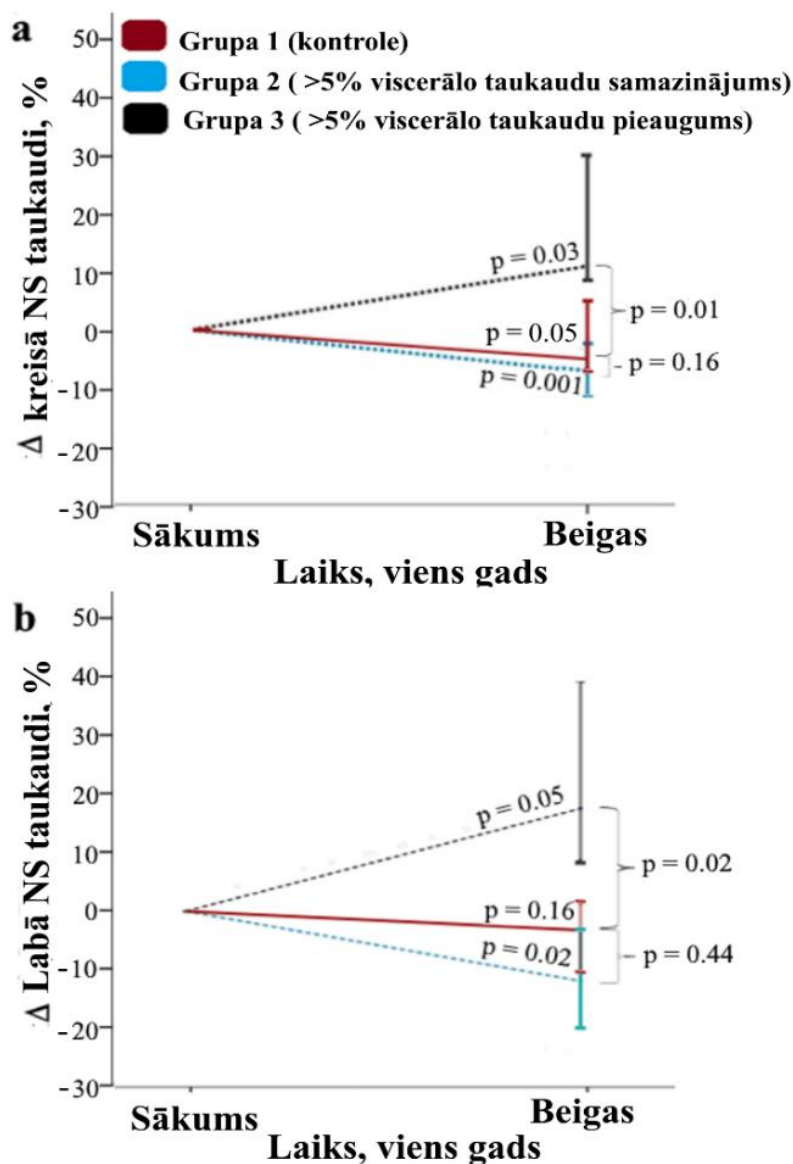 a
Δ kreisā NS taukaudi, %
50
40
30
20
10
0
-10
-20
-30
Grupa 1 (kontrole)
Grupa 2 ( >5% viscerālo taukaudu samazinājums)
Grupa 3 ( >5% viscerālo taukaudu pieaugums)
p = 0.03
p = 0.05
p = 0.001
p = 0.01
p = 0.16
Sākums
Beigas
Laiks, viens gads
b
Δ Labā NS taukaudi, %
50
40
30
20
10
0
-10
-20
-30
p = 0.05
p = 0.16
p = 0.02
p = 0.02
p = 0.44
Sākums
Beigas
Laiks, viens gads